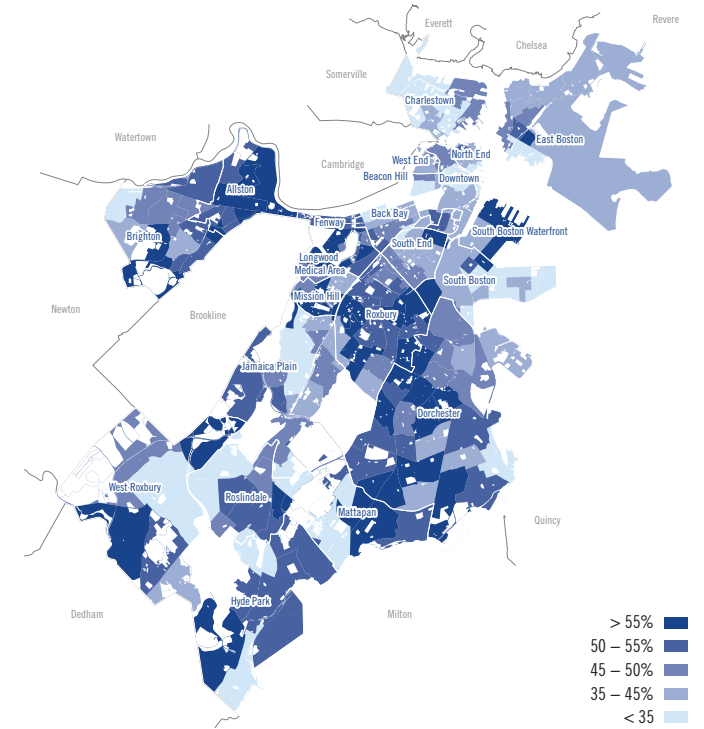 Everett
Revere
Chelsea
Somerville
Charlestown
Watertown
East Boston
Cambridge
West End
North End
Beacon Hill
Downtown
Allston
Back Bay
Fenway
South Boston Waterfront
Brighton
South End
Longwood
Medical Area
South Boston
Mission Hill
Newton
Brookline
Roxbury
Jamaica Plain
Dorchester
West Roxbury
Roslindale
Mattapan
Quincy
Hyde Park
Dedham
Milton
> 55%
50 – 55%
45 – 50%
35 – 45%
< 35